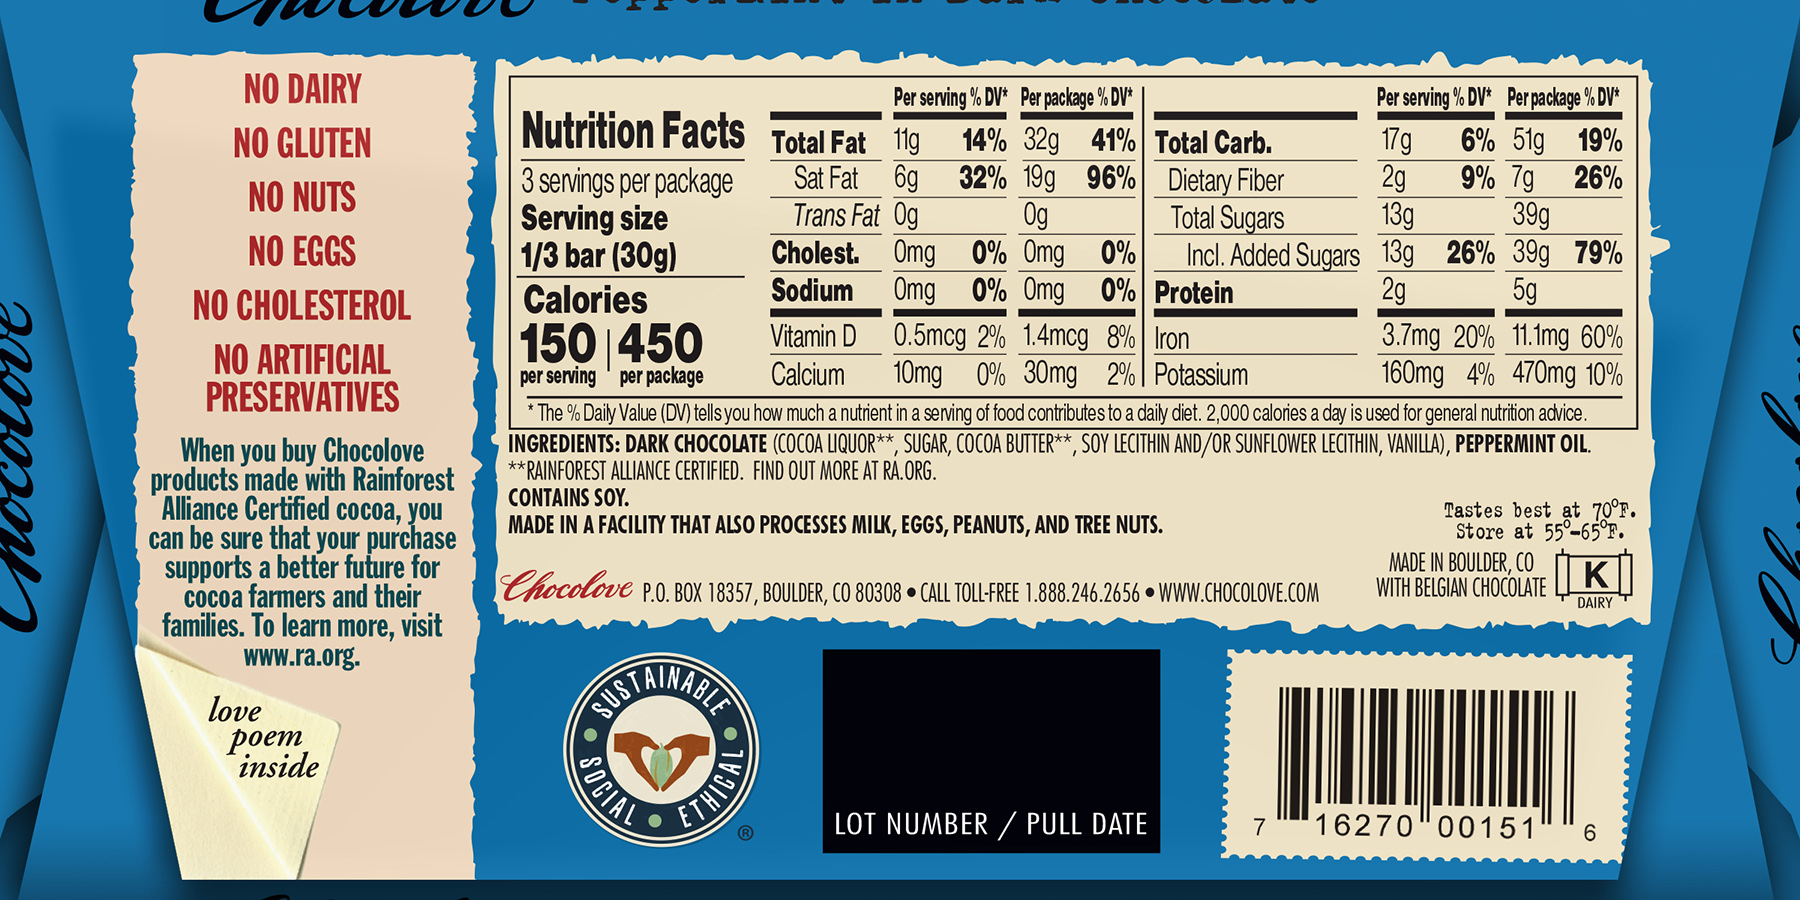 Chocolove Peppermint in Dark Chocolate
NO DAIRY
NO GLUTEN
NO NUTS
NO EGGS
NO CHOLESTEROL
NO ARTIFICIAL
PRESERVATIVES
When you buy Chocolove
products made with Rainforest
Alliance Certified cocoa, you
can be sure that your purchase
supports a better future for
cocoa farmers and their
families. To learn more, visit
www.ra.org.
love
poem
inside
Nutrition Facts
3 servings per package
Serving size
1/3 bar (30g)
Calories
150 450
per serving per package
Per serving % DV* Per package % DV*
Total Fat 11g 14% 32g 41%
Sat Fat 6g 32% 19g 96%
Trans Fat 0g 0g
Cholest. 0mg 0% 0mg 0%
Sodium 0mg 0% 0mg 0%
Vitamin D 0.5mcg 2% 1.4mcg 8%
Calcium 10mg 0% 30mg 2%
Per serving % DV* Per package % DV*
Total Carb. 17g 6% 51g 19%
Dietary Fiber 2g 9% 7g 26%
Total Sugars 13g 39g
Incl. Added Sugars 13g 26% 39g 79%
Protein 2g 5g
Iron 3.7mg 20% 11.1mg 60%
Potassium 160mg 4% 470mg 10%
* The % Daily Value (DV) tells you how much a nutrient in a serving of food contributes to a daily diet. 2,000 calories a day is used for general nutrition advice.
INGREDIENTS: DARK CHOCOLATE (COCOA LIQUOR**, SUGAR, COCOA BUTTER**, SOY LECITHIN AND/OR SUNFLOWER LECITHIN, VANILLA), PEPPERMINT OIL.
**RAINFOREST ALLIANCE CERTIFIED. FIND OUT MORE AT RA.ORG.
CONTAINS SOY.
MADE IN A FACILITY THAT ALSO PROCESSES MILK, EGGS, PEANUTS, AND TREE NUTS.
Tastes best at 70°F.
Store at 55°–65°F.
MADE IN BOULDER, CO
WITH BELGIAN CHOCOLATE
K
DAIRY
Chocolove P.O. BOX 18357, BOULDER, CO 80308 • CALL TOLL-FREE 1.888.246.2656 • WWW.CHOCOLOVE.COM
SUSTAINABLE • ETHICAL • SOCIAL •
®
LOT NUMBER / PULL DATE
7 16270 00151 6
Chocolove
Chocolove